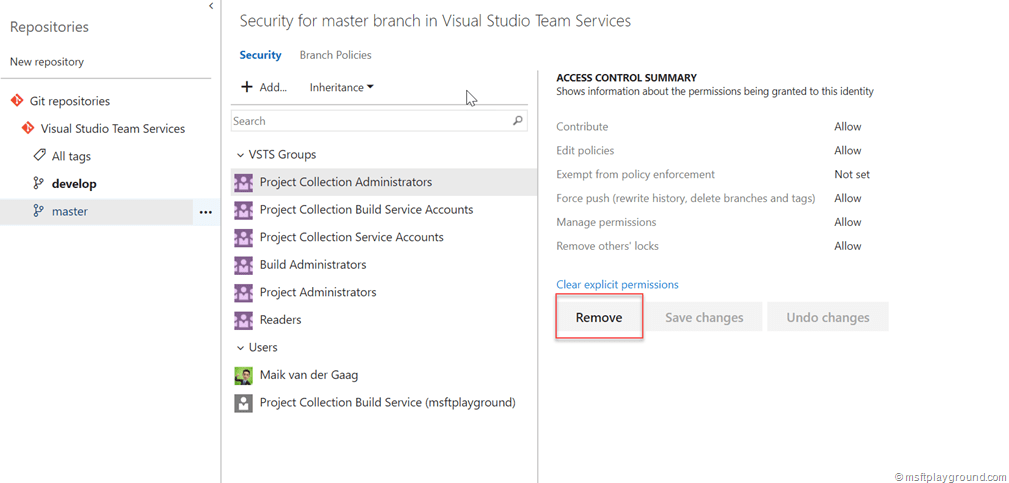 Repositories
New repository
Git repositories
Visual Studio Team Services
All tags
develop
master
Security for master branch in Visual Studio Team Services
Security Branch Policies
Add... Inheritance
Search
VSTS Groups
Project Collection Administrators
Project Collection Build Service Accounts
Project Collection Service Accounts
Build Administrators
Project Administrators
Readers
Users
Maik van der Gaag
Project Collection Build Service (msftplayground)
ACCESS CONTROL SUMMARY
Shows information about the permissions being granted to this identity
Contribute Allow
Edit policies Allow
Exempt from policy enforcement Not set
Force push (rewrite history, delete branches and tags) Allow
Manage permissions Allow
Remove others' locks Allow
Clear explicit permissions
Remove Save changes Undo changes
© msftplayground.com